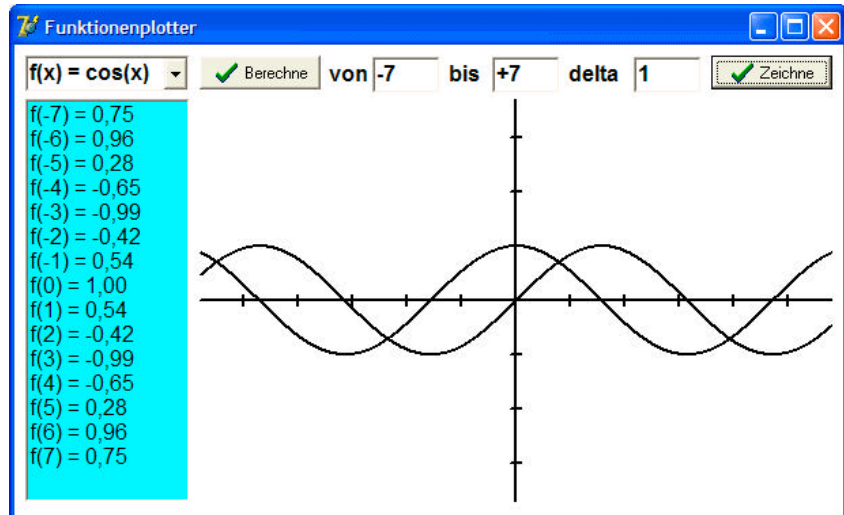 Funktionenplotter
f(x) = cos(x) Berechne von -7 bis +7 delta 1 Zeichne
f(-7) = 0,75
f(-6) = 0,96
f(-5) = 0,28
f(-4) = -0,65
f(-3) = -0,99
f(-2) = -0,42
f(-1) = 0,54
f(0) = 1,00
f(1) = 0,54
f(2) = -0,42
f(3) = -0,99
f(4) = -0,65
f(5) = 0,28
f(6) = 0,96
f(7) = 0,75